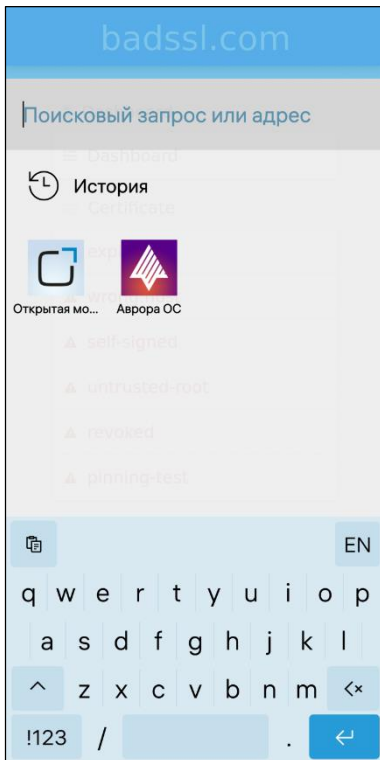 badssl.com
Поисковый запрос или адрес
Dashboard
История
Certificate
Открытая мо... Аврора ОС
self-signed
untrusted-root
revoked
pinning-test
EN
q w e r t y u i o p
a s d f g h j k l
z x c v b n m
!123 / .